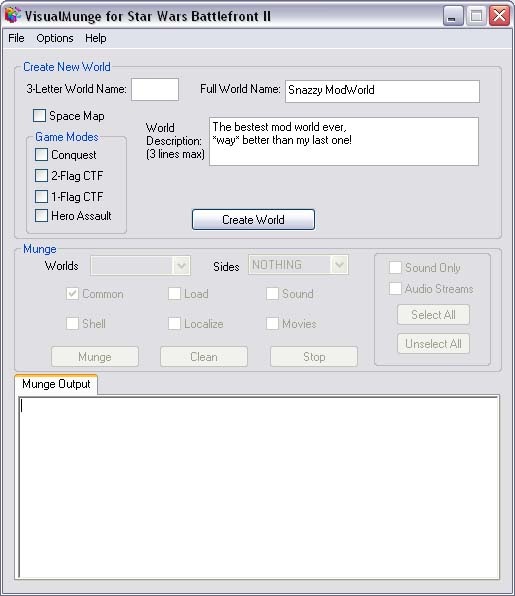 VisualMunge for Star Wars Battlefront II
File Options Help
Create New World
3-Letter World Name: Full World Name: Snazzy ModWorld
Space Map
World Description: (3 lines max)
The bestest mod world ever,
*way* better than my last one!
Game Modes
Conquest
2-Flag CTF
1-Flag CTF
Hero Assault
Create World
Munge
Worlds Sides NOTHING
Common Load Sound
Shell Localize Movies
Munge Clean Stop
Sound Only
Audio Streams
Select All
Unselect All
Munge Output